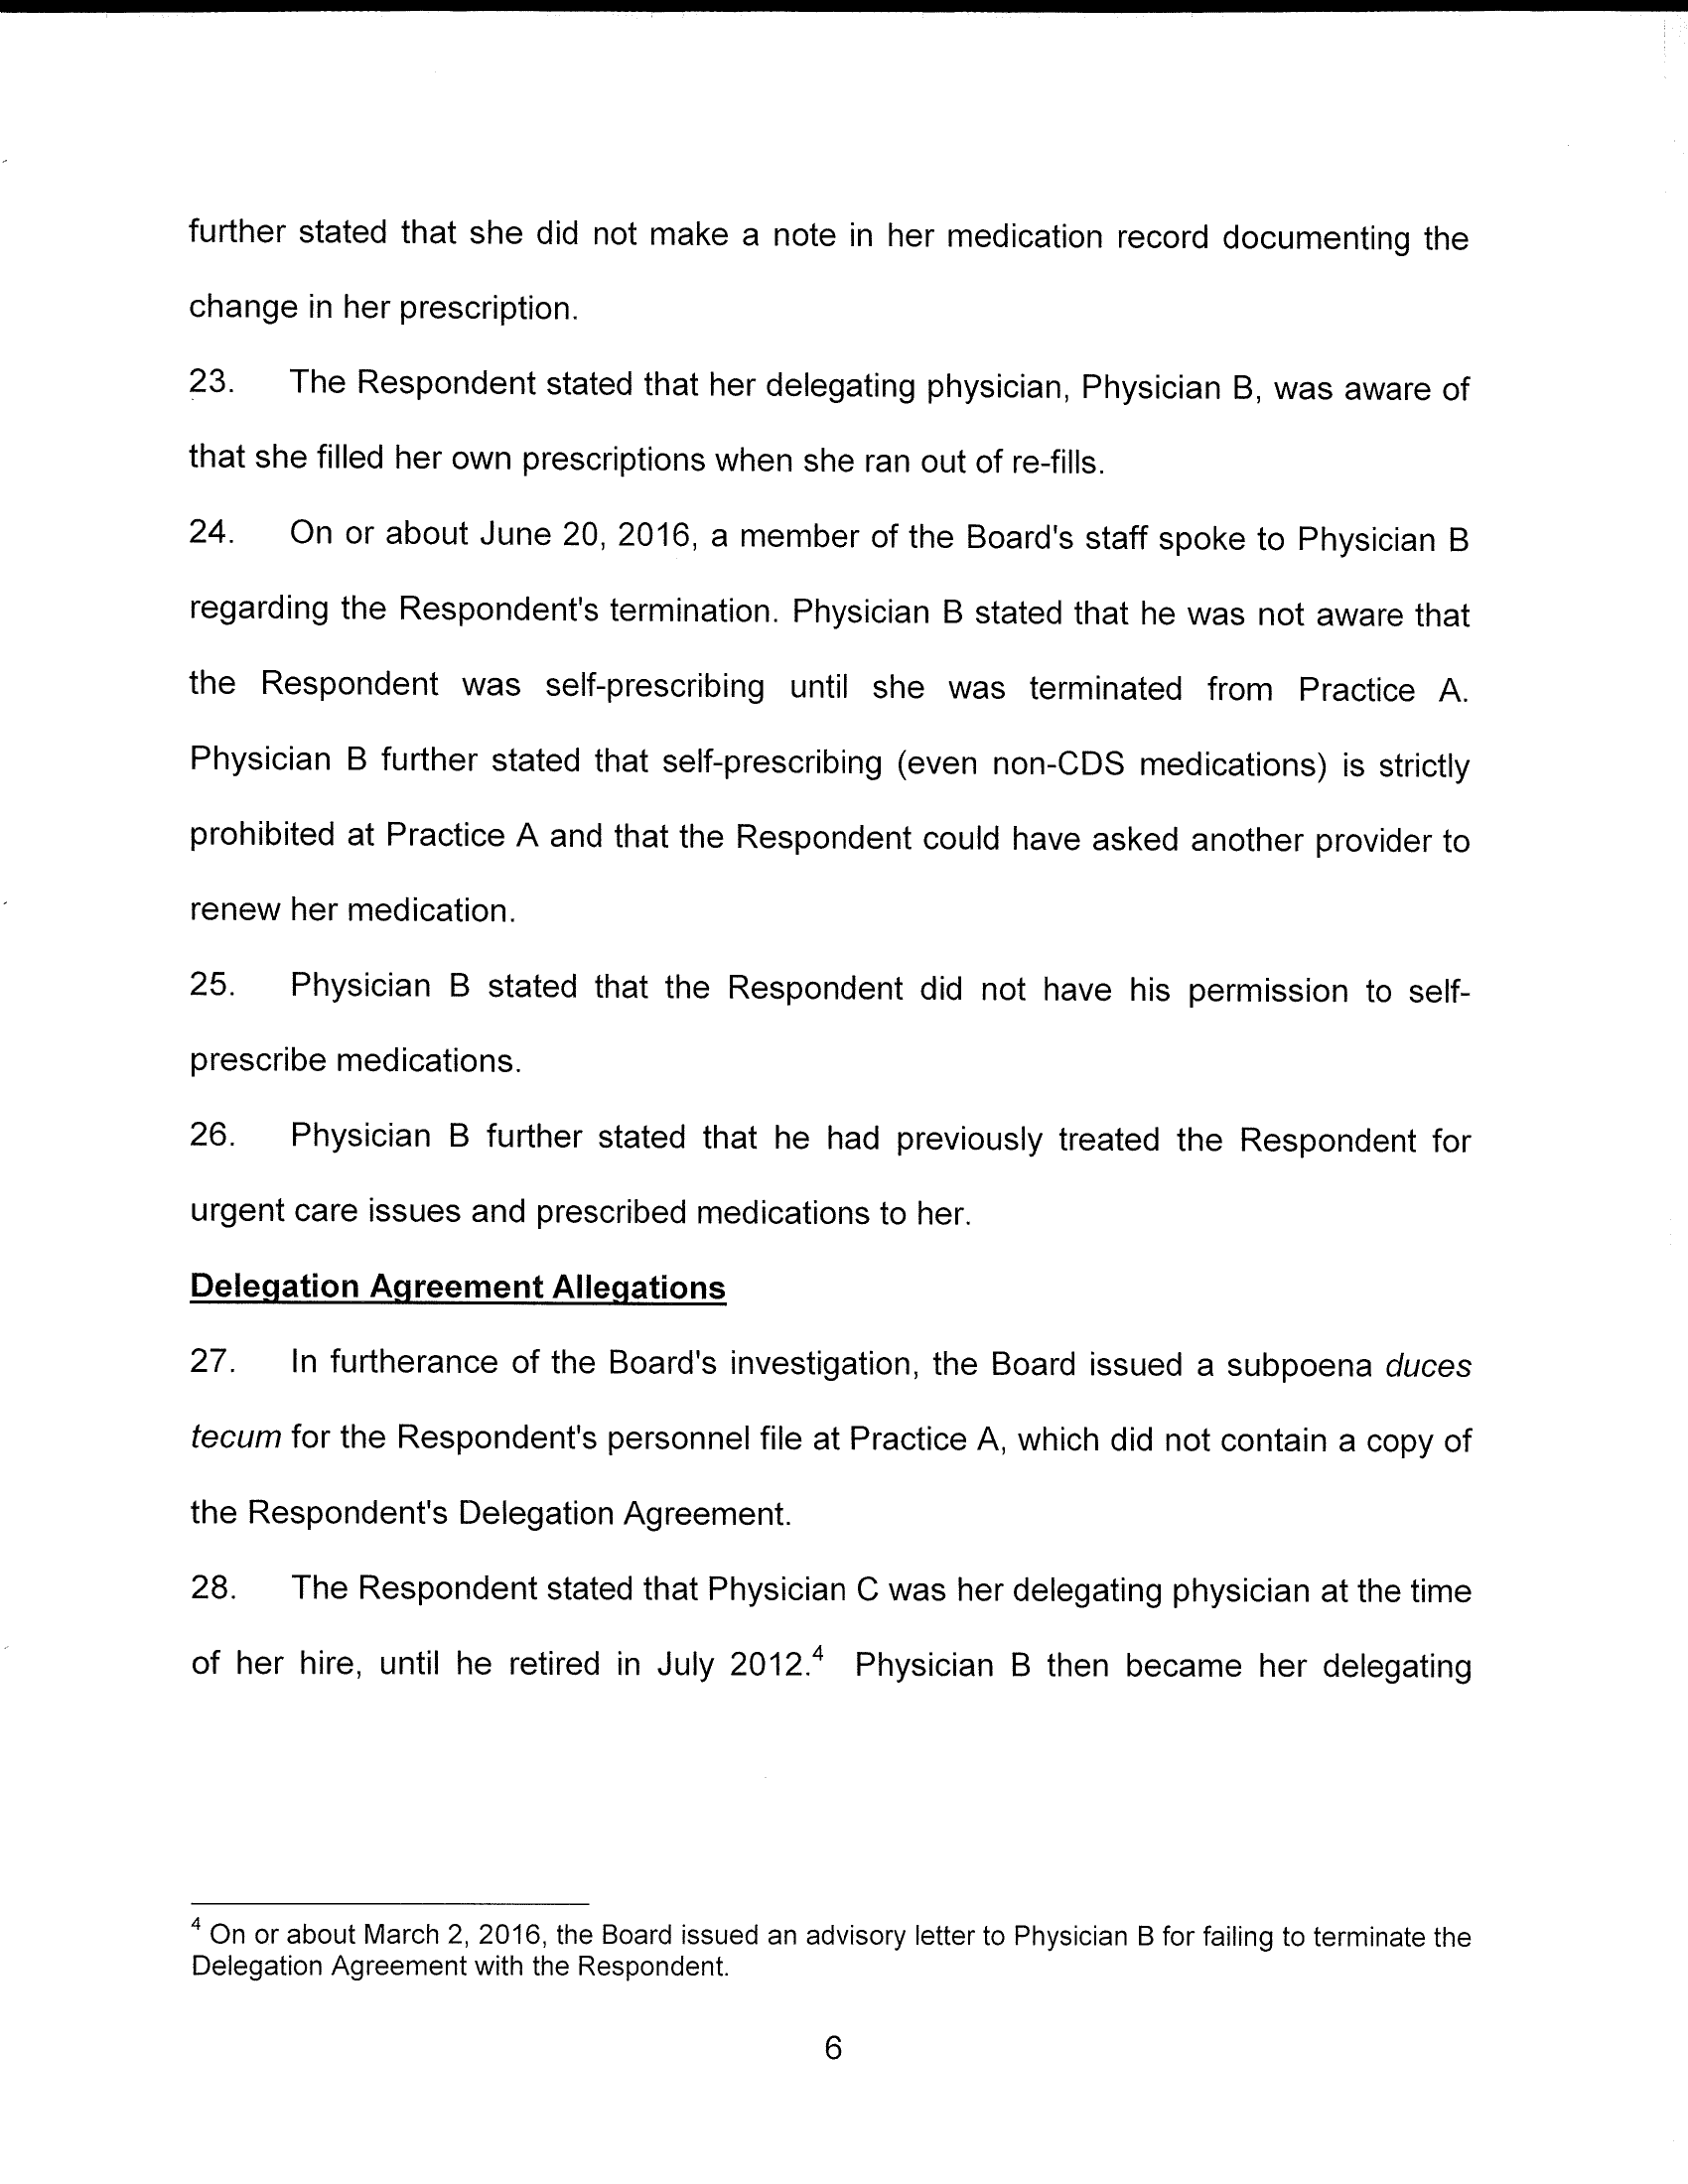 further stated that she did not make a note in her medication record documenting the
change in her prescription.
23. The Respondent stated that her delegating physician, Physician B, was aware of
that she filled her own prescriptions when she ran out of re-fills.
24. On or about June 20, 2016, a member of the Board's staff spoke to Physician B
regarding the Respondent's termination. Physician B stated that he was not aware that
the Respondent was self-prescribing until she was terminated from Practice A.
Physician B further stated that self-prescribing (even non-CDS medications) is strictly
prohibited at Practice A and that the Respondent could have asked another provider to
renew her medication.
25. Physician B stated that the Respondent did not have his permission to self-
prescribe medications.
26. Physician B further stated that he had previously treated the Respondent for
urgent care issues and prescribed medications to her.
Delegation Agreement Allegations
27. In furtherance of the Board's investigation, the Board issued a subpoena duces
tecum for the Respondent's personnel file at Practice A, which did not contain a copy of
the Respondent's Delegation Agreement.
28. The Respondent stated that Physician C was her delegating physician at the time
of her hire, until he retired in July 2012.4 Physician B then became her delegating
4 On or about March 2, 2016, the Board issued an advisory letter to Physician B for failing to terminate the
Delegation Agreement with the Respondent.
6